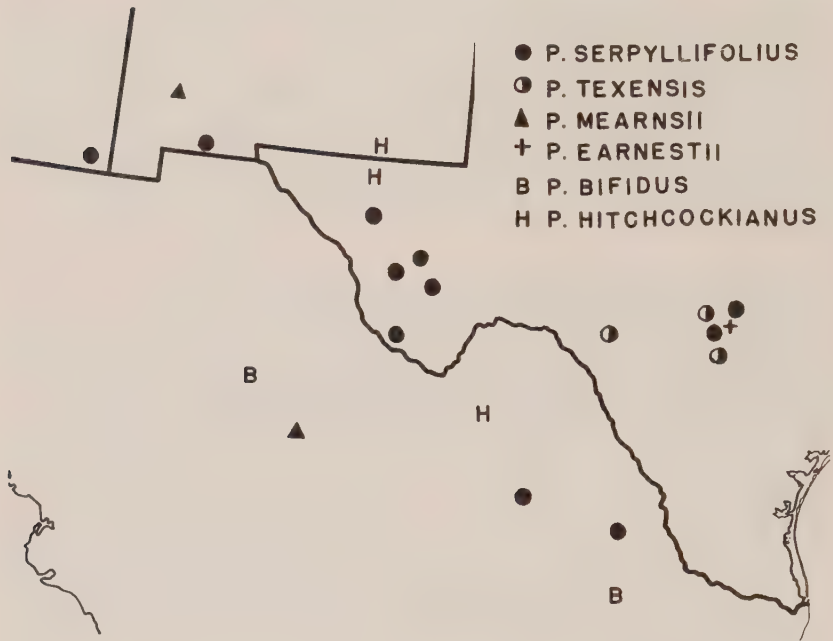 ● P. SERPYLLIFOLIUS
◑ P. TEXENSIS
▲ P. MEARNSII
+ P. EARNESTII
B P. BIFIDUS
H P. HITCHCOCKIANUS
H
H
B
H
B